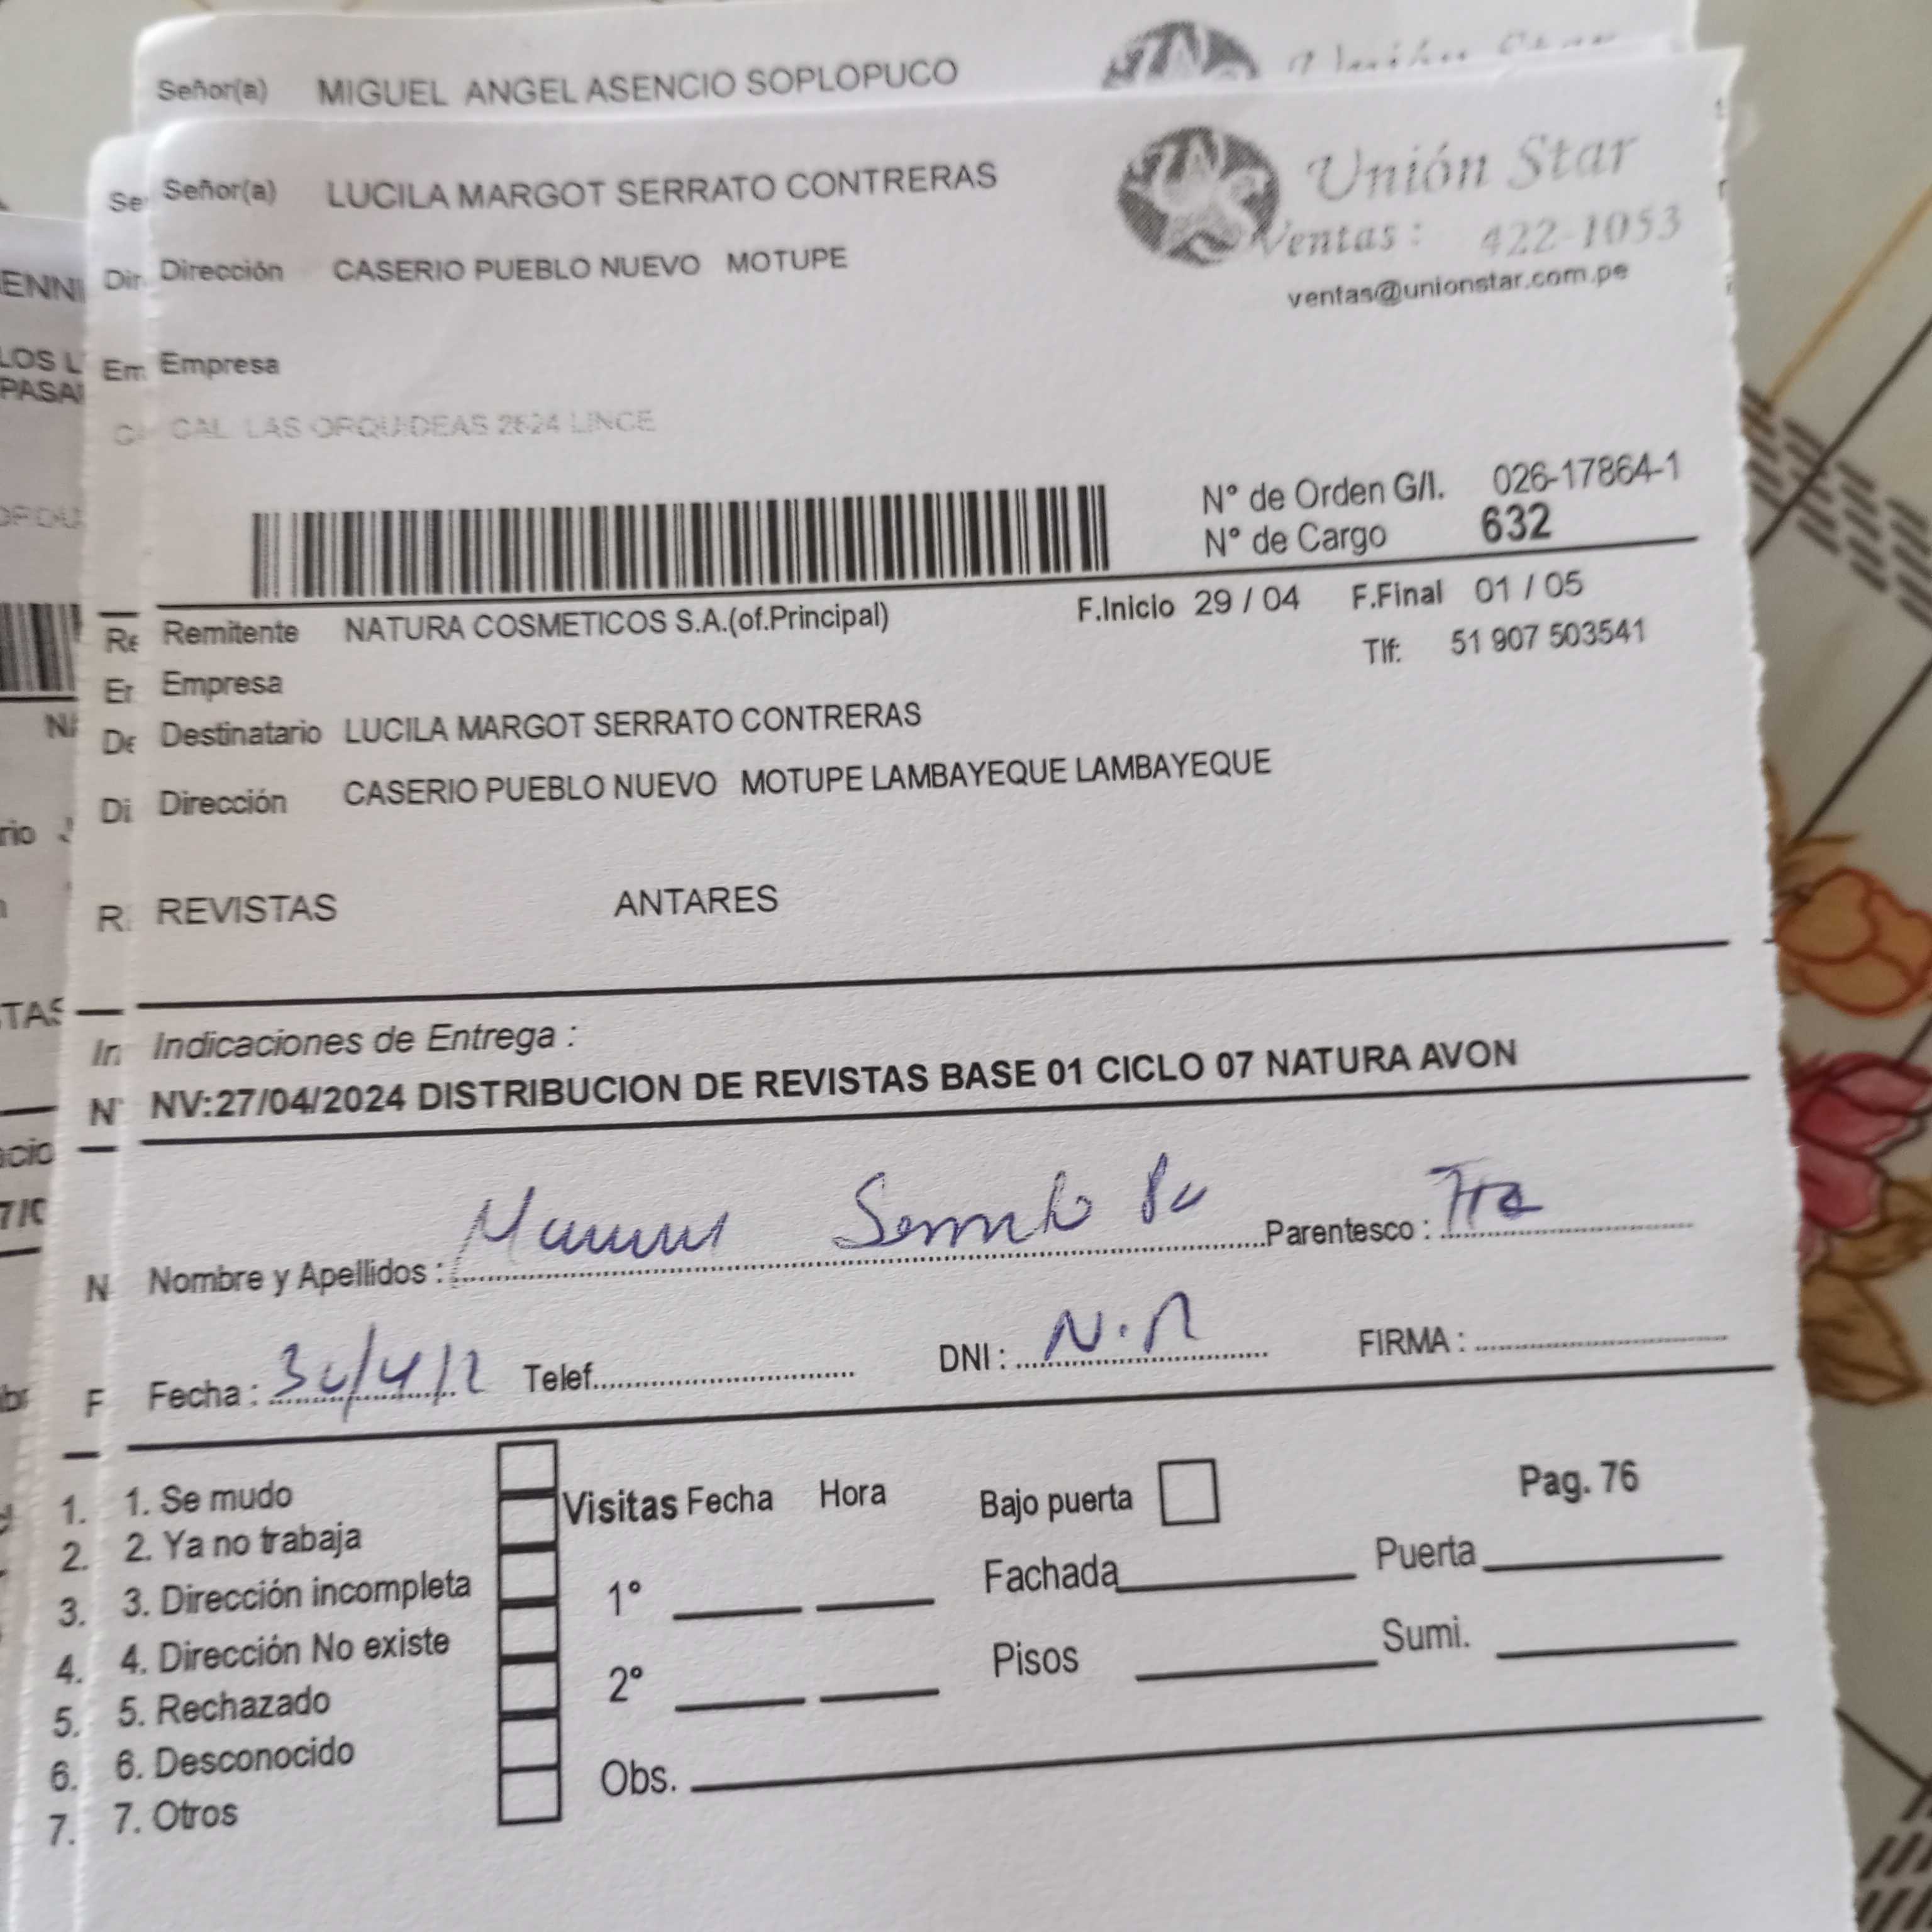 Señor(a) MIGUEL ANGEL ASENCIO SOPLOPUCO
Señor(a) LUCILA MARGOT SERRATO CONTRERAS
Unión Star
Ventas : 422-1053
ventas@unionstar.com.pe
Dirección CASERIO PUEBLO NUEVO MOTUPE
Empresa
CAL. LAS ORQUIDEAS 2624 LINCE
N° de Orden G/I. 026-17864-1
N° de Cargo 632
Remitente NATURA COSMETICOS S.A.(of.Principal) F.Inicio 29 / 04 F.Final 01 / 05
Empresa Tlf: 51 907 503541
Destinatario LUCILA MARGOT SERRATO CONTRERAS
Dirección CASERIO PUEBLO NUEVO MOTUPE LAMBAYEQUE LAMBAYEQUE
REVISTAS ANTARES
Indicaciones de Entrega :
NV:27/04/2024 DISTRIBUCION DE REVISTAS BASE 01 CICLO 07 NATURA AVON
Nombre y Apellidos : Parentesco :
Fecha : Telef. DNI : FIRMA :
1. Se mudo
2. Ya no trabaja
3. Dirección incompleta
4. Dirección No existe
5. Rechazado
6. Desconocido
7. Otros
Visitas Fecha Hora
1°
2°
Obs.
Bajo puerta Pag. 76
Fachada Puerta
Pisos Sumi.